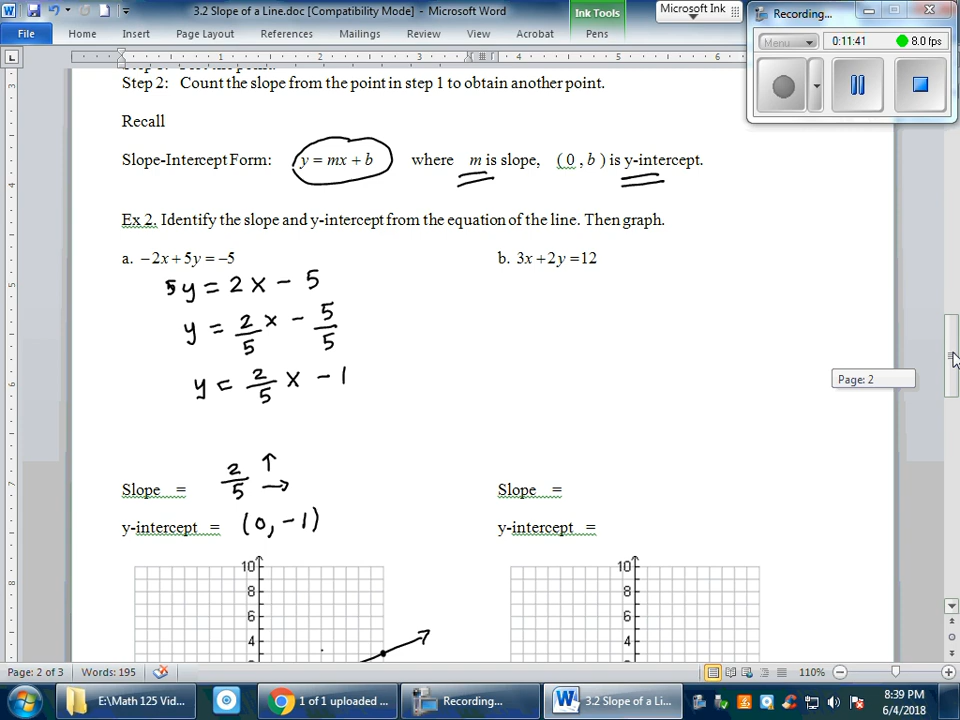 3.2 Slope of a Line.doc [Compatibility Mode] - Microsoft Word
Ink Tools
Microsoft Ink
Recording...
File Home Insert Page Layout References Mailings Review View Acrobat Pens
Menu 0:11:41 8.0 fps
Step 2: Count the slope from the point in step 1 to obtain another point.
Recall
Slope-Intercept Form: y = mx + b where m is slope, (0, b) is y-intercept.
Ex 2. Identify the slope and y-intercept from the equation of the line. Then graph.
a. −2x + 5y = −5
b. 3x + 2y = 12
5y = 2x − 5
y = 2/5 x − 5/5
y = 2/5 x − 1
Page: 2
Slope = 2/5 ↑ →
Slope =
y-intercept = (0, −1)
y-intercept =
10
8
6
4
10
8
6
4
Page: 2 of 3 Words: 195 110%
E:\Math 125 Vid... 1 of 1 uploaded ... Recording... 3.2 Slope of a Li...
8:39 PM
6/4/2018